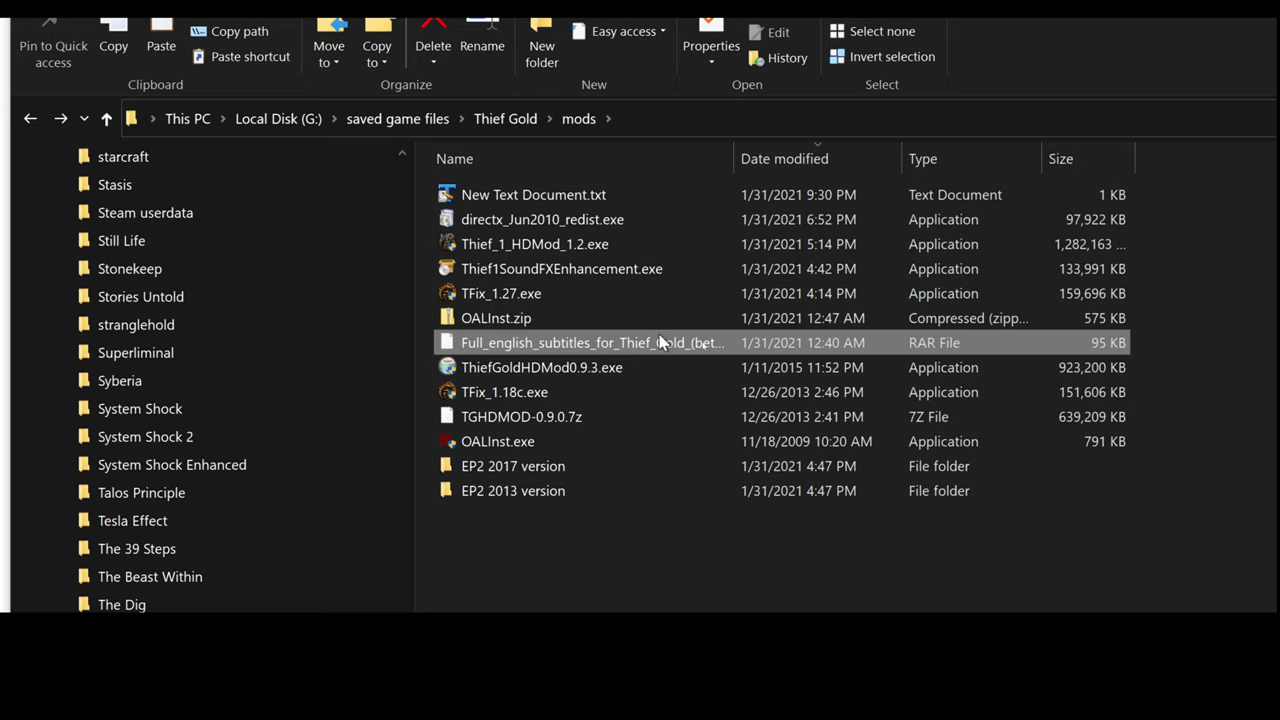 Pin to Quick access Copy Paste Copy path Paste shortcut Move to Copy to Delete Rename New folder Easy access Properties Edit History Select none Invert selection
Clipboard Organize New Open Select
This PC Local Disk (G:) saved game files Thief Gold mods
starcraft
Stasis
Steam userdata
Still Life
Stonekeep
Stories Untold
stranglehold
Superliminal
Syberia
System Shock
System Shock 2
System Shock Enhanced
Talos Principle
Tesla Effect
The 39 Steps
The Beast Within
The Dig
Name Date modified Type Size
New Text Document.txt 1/31/2021 9:30 PM Text Document 1 KB
directx_Jun2010_redist.exe 1/31/2021 6:52 PM Application 97,922 KB
Thief_1_HDMod_1.2.exe 1/31/2021 5:14 PM Application 1,282,163 ...
Thief1SoundFXEnhancement.exe 1/31/2021 4:42 PM Application 133,991 KB
TFix_1.27.exe 1/31/2021 4:14 PM Application 159,696 KB
OALInst.zip 1/31/2021 12:47 AM Compressed (zipp... 575 KB
Full_english_subtitles_for_Thief_Gold_(bet... 1/31/2021 12:40 AM RAR File 95 KB
ThiefGoldHDMod0.9.3.exe 1/11/2015 11:52 PM Application 923,200 KB
TFix_1.18c.exe 12/26/2013 2:46 PM Application 151,606 KB
TGHDMOD-0.9.0.7z 12/26/2013 2:41 PM 7Z File 639,209 KB
OALInst.exe 11/18/2009 10:20 AM Application 791 KB
EP2 2017 version 1/31/2021 4:47 PM File folder
EP2 2013 version 1/31/2021 4:47 PM File folder